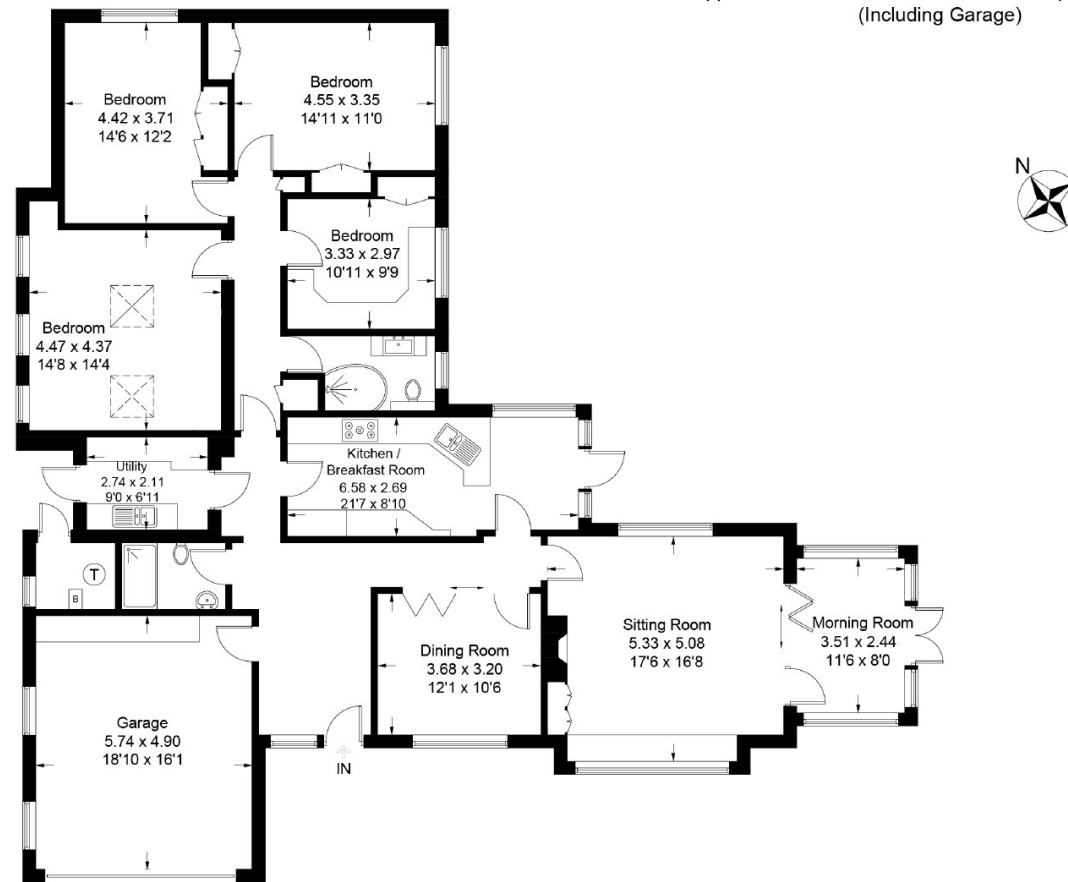 (Including Garage)
N
Bedroom
4.42 x 3.71
14'6 x 12'2
Bedroom
4.55 x 3.35
14'11 x 11'0
Bedroom
3.33 x 2.97
10'11 x 9'9
Bedroom
4.47 x 4.37
14'8 x 14'4
Kitchen /
Breakfast Room
6.58 x 2.69
21'7 x 8'10
Utility
2.74 x 2.11
9'0 x 6'11
T
B
Sitting Room
5.33 x 5.08
17'6 x 16'8
Morning Room
3.51 x 2.44
11'6 x 8'0
Dining Room
3.68 x 3.20
12'1 x 10'6
Garage
5.74 x 4.90
18'10 x 16'1
IN